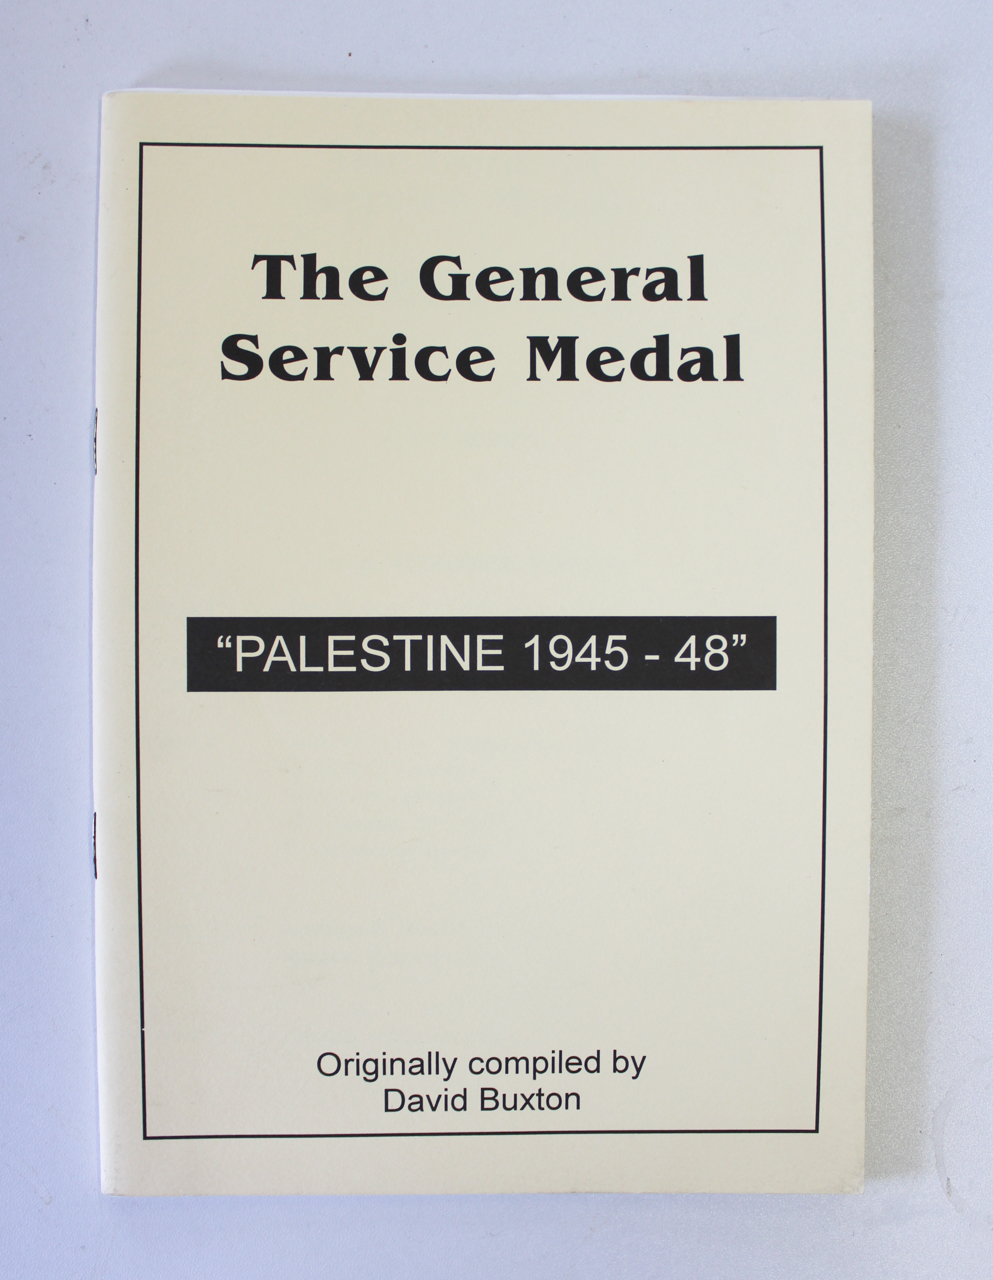 The General
Service Medal
“PALESTINE 1945 - 48”
Originally compiled by
David Buxton